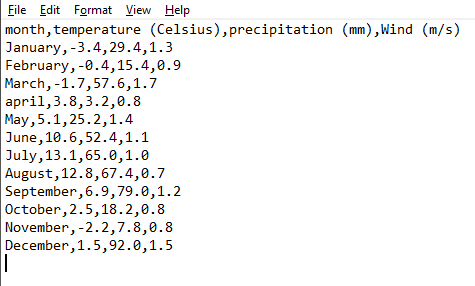 File Edit Format View Help
month,temperature (Celsius),precipitation (mm),Wind (m/s)
January,-3.4,29.4,1.3
February,-0.4,15.4,0.9
March,-1.7,57.6,1.7
april,3.8,3.2,0.8
May,5.1,25.2,1.4
June,10.6,52.4,1.1
July,13.1,65.0,1.0
August,12.8,67.4,0.7
September,6.9,79.0,1.2
October,2.5,18.2,0.8
November,-2.2,7.8,0.8
December,1.5,92.0,1.5